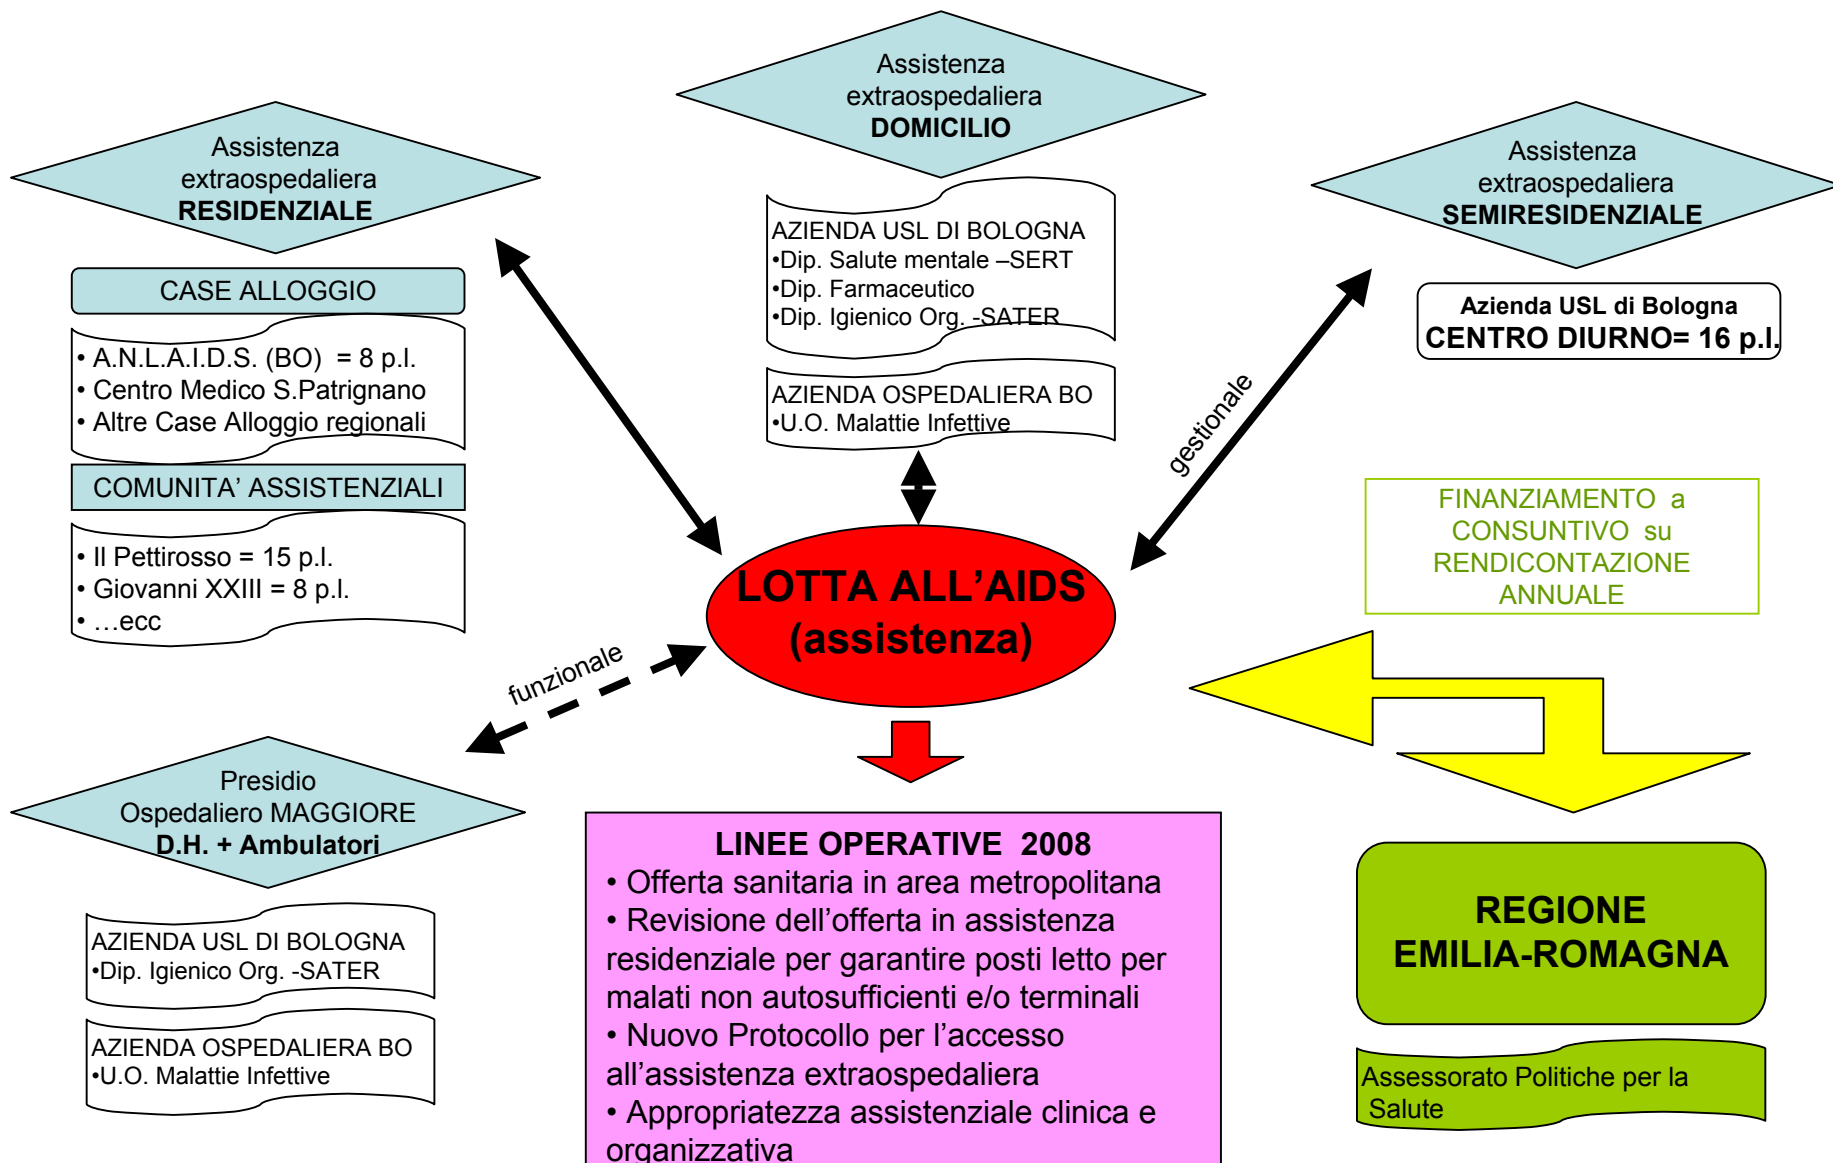 Assistenza
extraospedaliera
DOMICILIO
Assistenza
extraospedaliera
RESIDENZIALE
Assistenza
extraospedaliera
SEMIRESIDENZIALE
CASE ALLOGGIO
• A.N.L.A.I.D.S. (BO) = 8 p.l.
• Centro Medico S.Patrignano
• Altre Case Alloggio regionali
COMUNITA’ ASSISTENZIALI
• Il Pettirosso = 15 p.l.
• Giovanni XXIII = 8 p.l.
• …ecc
AZIENDA USL DI BOLOGNA
•Dip. Salute mentale –SERT
•Dip. Farmaceutico
•Dip. Igienico Org. -SATER
AZIENDA OSPEDALIERA BO
•U.O. Malattie Infettive
Azienda USL di Bologna
CENTRO DIURNO= 16 p.l.
gestionale
FINANZIAMENTO a
CONSUNTIVO su
RENDICONTAZIONE
ANNUALE
LOTTA ALL’AIDS
(assistenza)
funzionale
Presidio
Ospedaliero MAGGIORE
D.H. + Ambulatori
AZIENDA USL DI BOLOGNA
•Dip. Igienico Org. -SATER
AZIENDA OSPEDALIERA BO
•U.O. Malattie Infettive
LINEE OPERATIVE 2008
• Offerta sanitaria in area metropolitana
• Revisione dell’offerta in assistenza
residenziale per garantire posti letto per
malati non autosufficienti e/o terminali
• Nuovo Protocollo per l’accesso
all’assistenza extraospedaliera
• Appropriatezza assistenziale clinica e
organizzativa
REGIONE
EMILIA-ROMAGNA
Assessorato Politiche per la
Salute